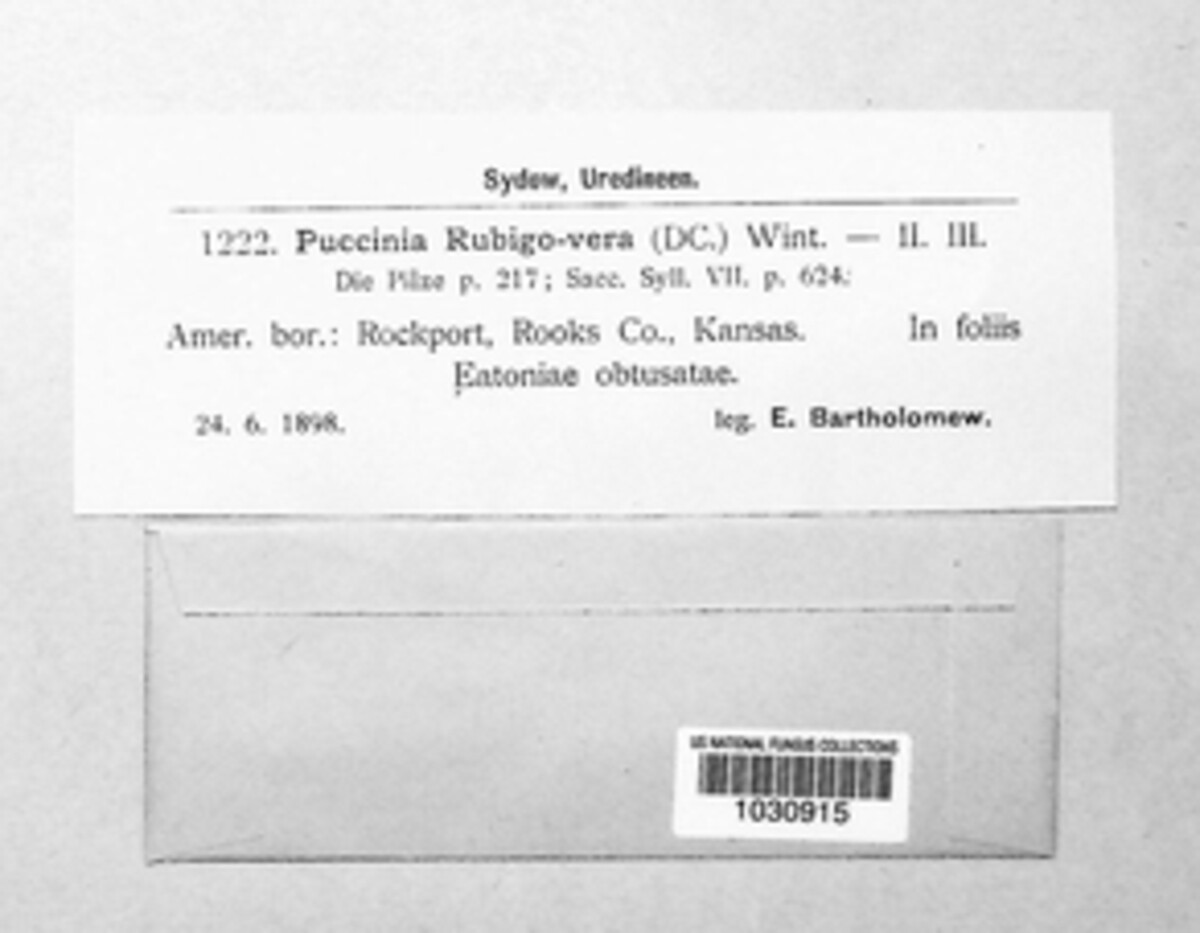 Sydow, Uredineen.
1222. Puccinia Rubigo-vera (DC.) Wint. — II. III.
Die Pilze p. 217; Sacc. Syll. VII. p. 624.
Amer. bor.: Rockport, Rooks Co., Kansas. In foliis
Eatoniae obtusatae.
24. 6. 1898. leg. E. Bartholomew.
US NATIONAL FUNGUS COLLECTIONS
1030915